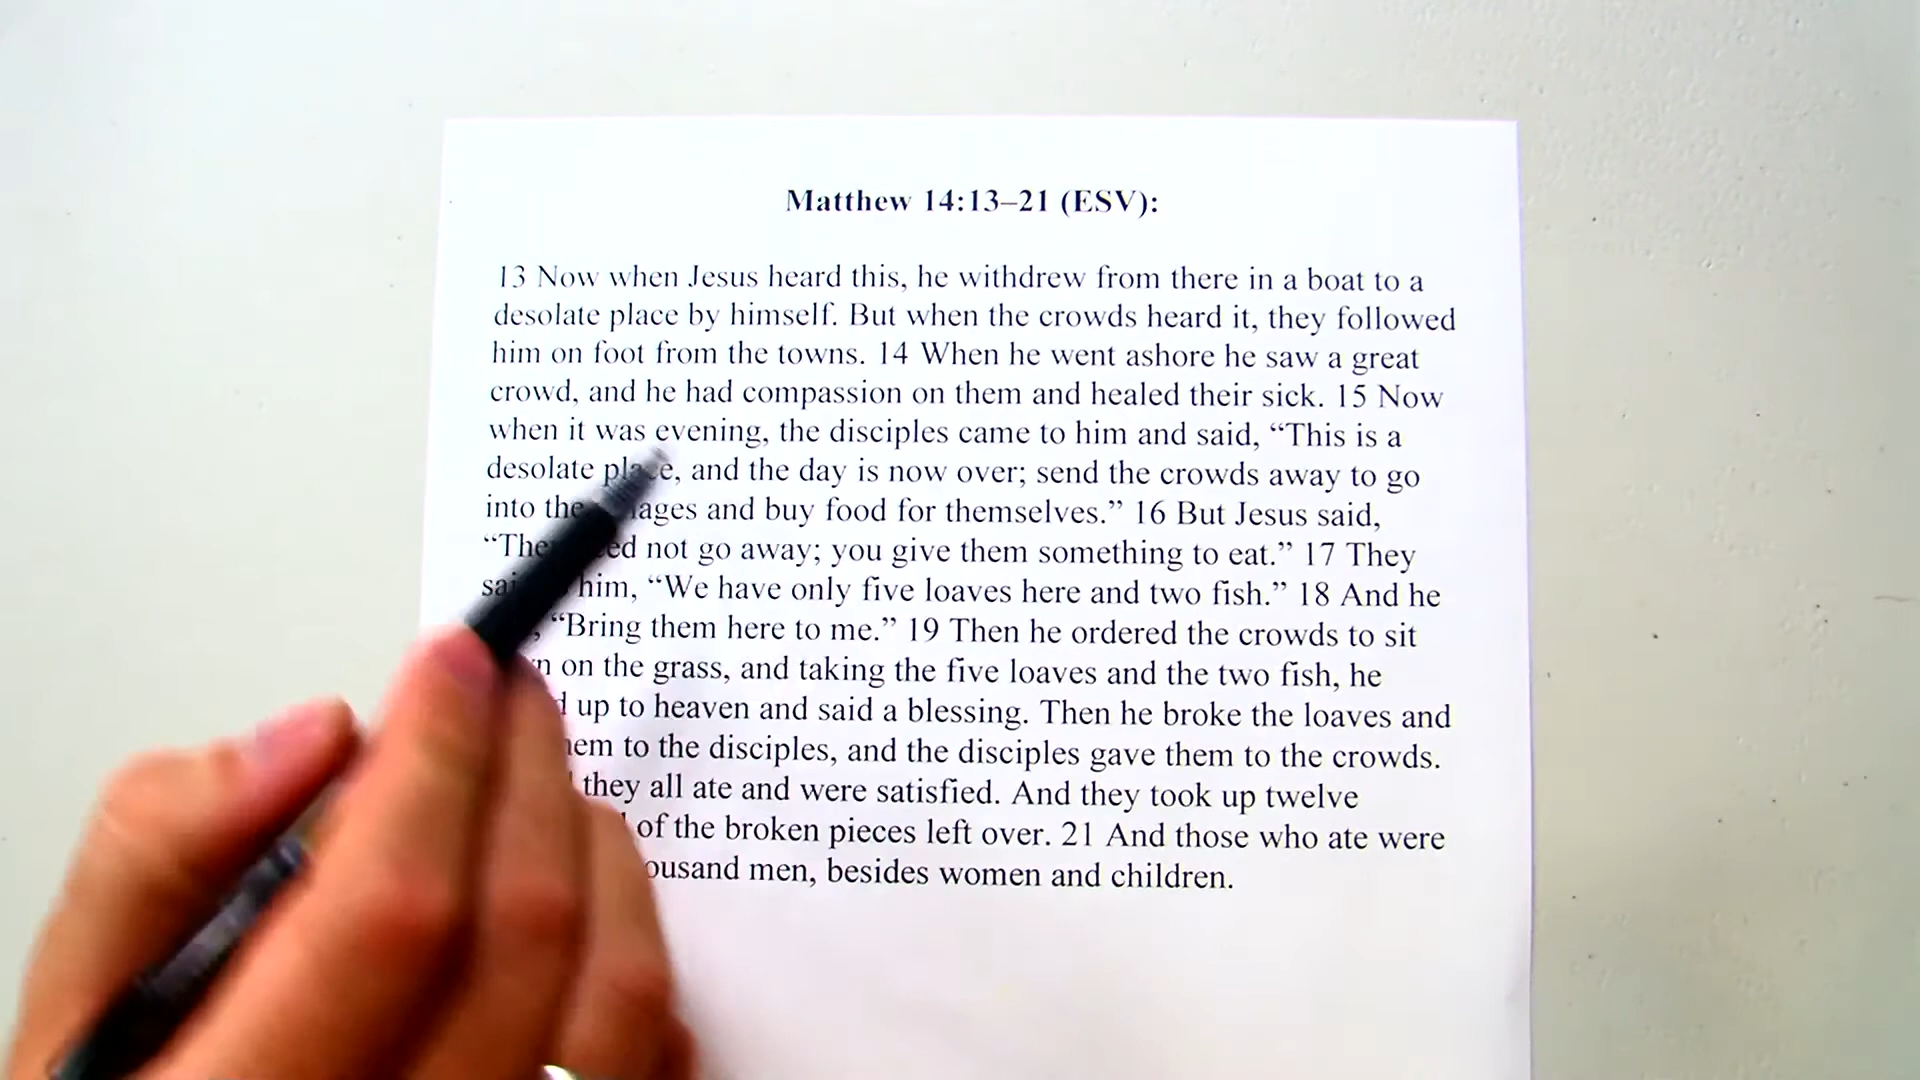 Matthew 14:13–21 (ESV):
13 Now when Jesus heard this, he withdrew from there in a boat to a
desolate place by himself. But when the crowds heard it, they followed
him on foot from the towns. 14 When he went ashore he saw a great
crowd, and he had compassion on them and healed their sick. 15 Now
when it was evening, the disciples came to him and said, “This is a
desolate place, and the day is now over; send the crowds away to go
into the and buy food for themselves.” 16 But Jesus said,
not go away; you give them something to eat.” 17 They
him, “We have only five loaves here and two fish.” 18 And he
“Bring them here to me.” 19 Then he ordered the crowds to sit
on the grass, and taking the five loaves and the two fish, he
up to heaven and said a blessing. Then he broke the loaves and
to the disciples, and the disciples gave them to the crowds.
they all ate and were satisfied. And they took up twelve
of the broken pieces left over. 21 And those who ate were
men, besides women and children.